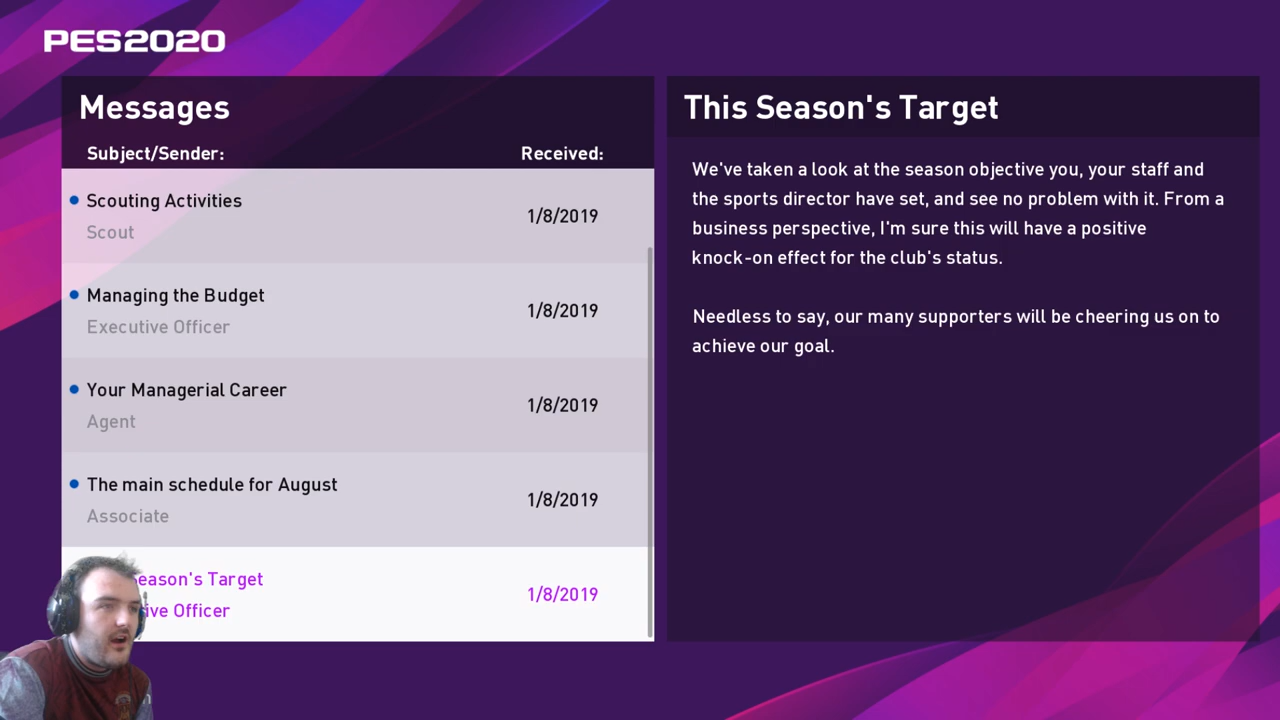 PES2020
Messages
Subject/Sender: Received:
Scouting Activities
Scout
1/8/2019
Managing the Budget
Executive Officer
1/8/2019
Your Managerial Career
Agent
1/8/2019
The main schedule for August
Associate
1/8/2019
Season's Target
Officer
1/8/2019
This Season's Target
We've taken a look at the season objective you, your staff and
the sports director have set, and see no problem with it. From a
business perspective, I'm sure this will have a positive
knock-on effect for the club's status.
Needless to say, our many supporters will be cheering us on to
achieve our goal.